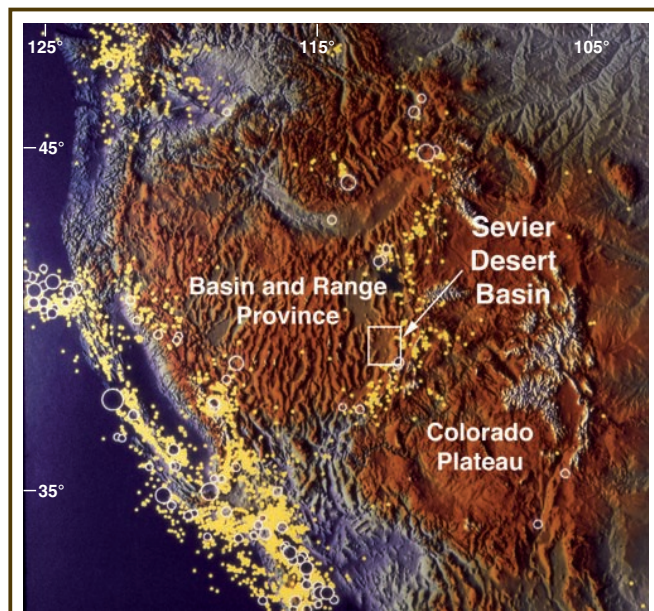 125°
115°
105°
45°
Sevier
Desert
Basin
Basin and Range
Province
Colorado
Plateau
35°